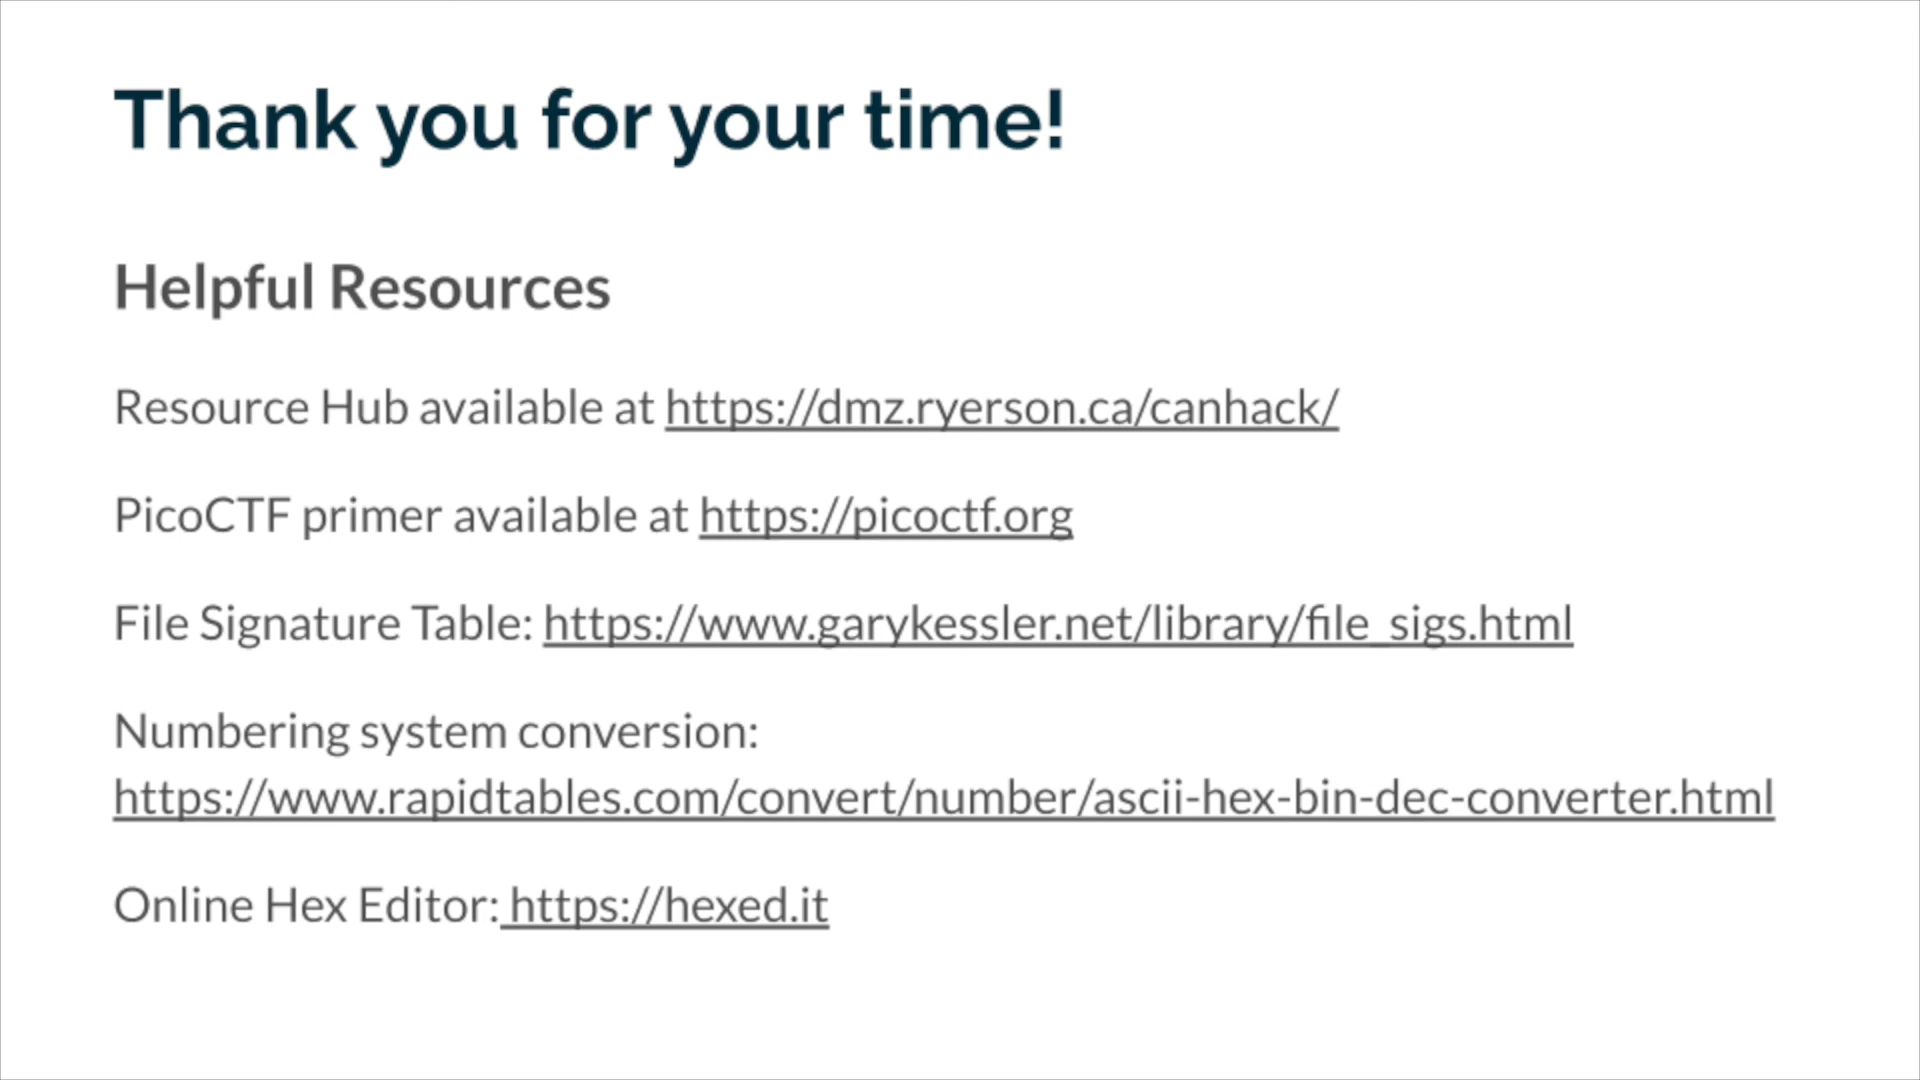 Thank you for your time!
Helpful Resources
Resource Hub available at https://dmz.ryerson.ca/canhack/
PicoCTF primer available at https://picoctf.org
File Signature Table: https://www.garykessler.net/library/file_sigs.html
Numbering system conversion:
https://www.rapidtables.com/convert/number/ascii-hex-bin-dec-converter.html
Online Hex Editor: https://hexed.it